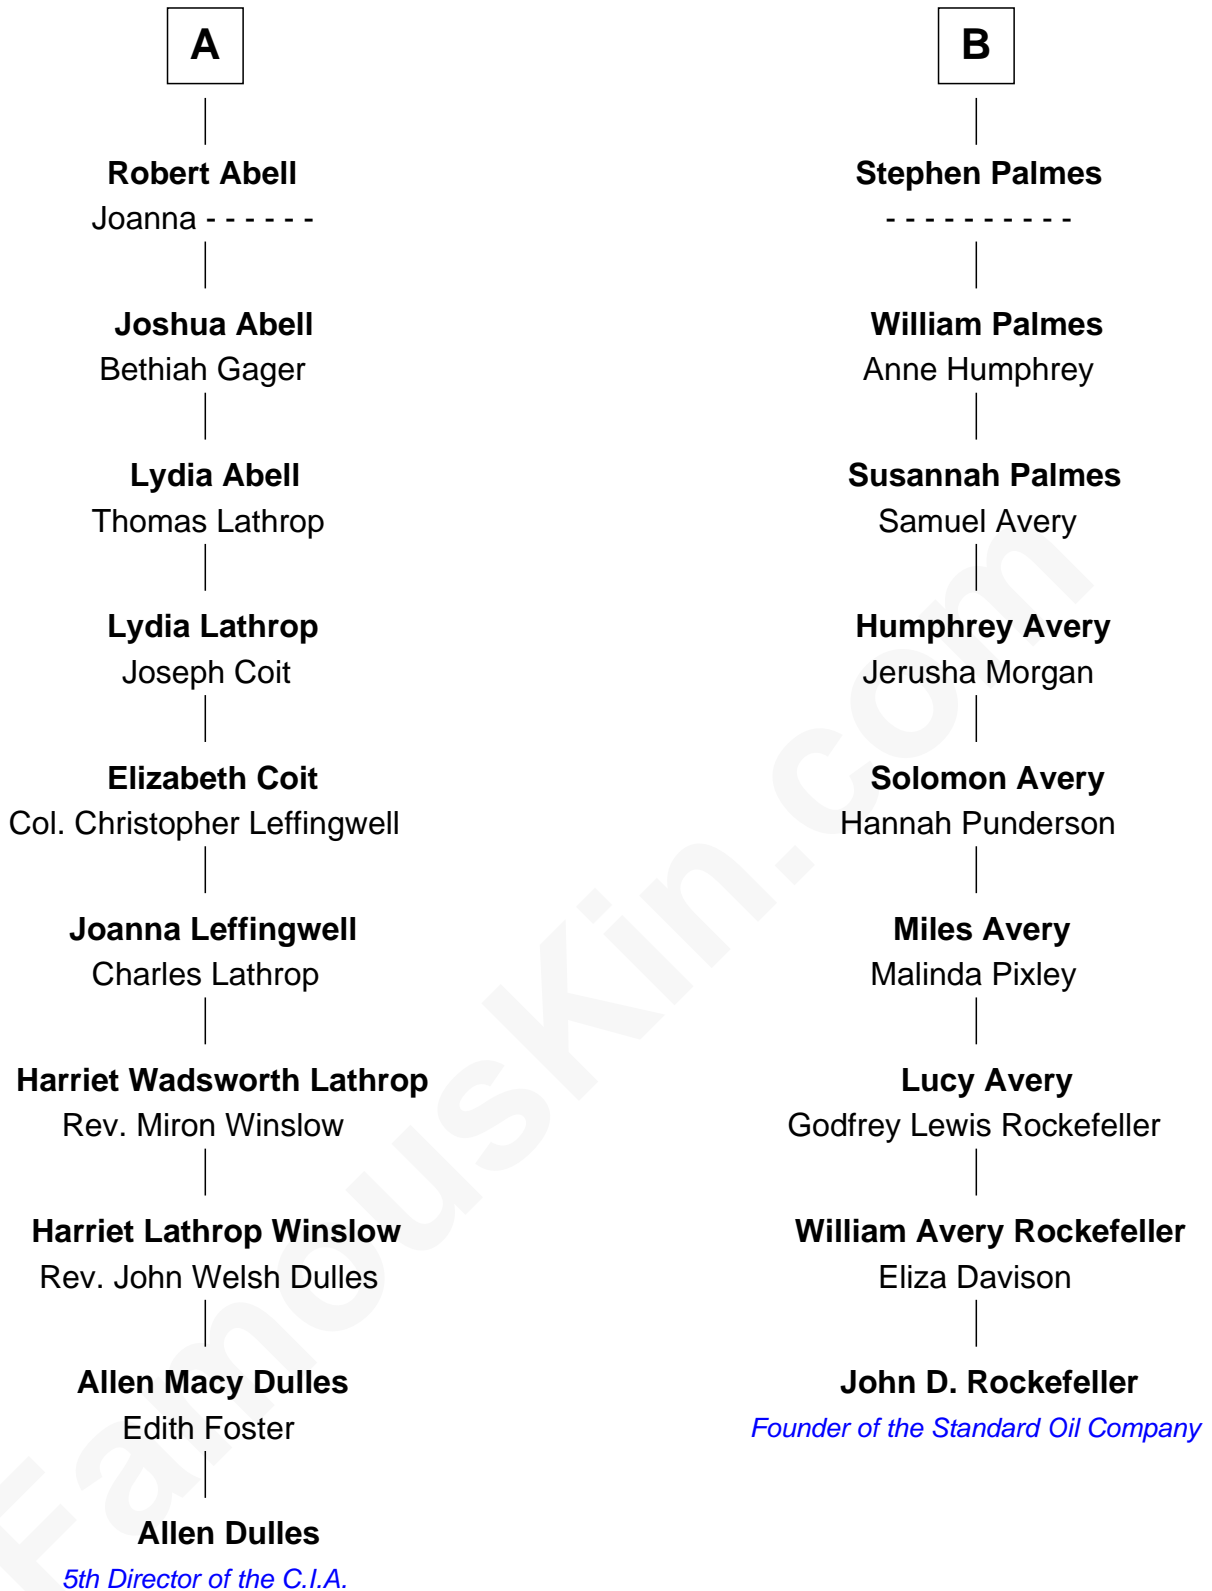 A
Robert Abell
Joanna - - - - - -
Joshua Abell
Bethiah Gager
Lydia Abell
Thomas Lathrop
Lydia Lathrop
Joseph Coit
Elizabeth Coit
Col. Christopher Leffingwell
Joanna Leffingwell
Charles Lathrop
Harriet Wadsworth Lathrop
Rev. Miron Winslow
Harriet Lathrop Winslow
Rev. John Welsh Dulles
Allen Macy Dulles
Edith Foster
Allen Dulles
5th Director of the C.I.A.
B
Stephen Palmes
- - - - - - - - - -
William Palmes
Anne Humphrey
Susannah Palmes
Samuel Avery
Humphrey Avery
Jerusha Morgan
Solomon Avery
Hannah Punderson
Miles Avery
Malinda Pixley
Lucy Avery
Godfrey Lewis Rockefeller
William Avery Rockefeller
Eliza Davison
John D. Rockefeller
Founder of the Standard Oil Company
FamousKin.com